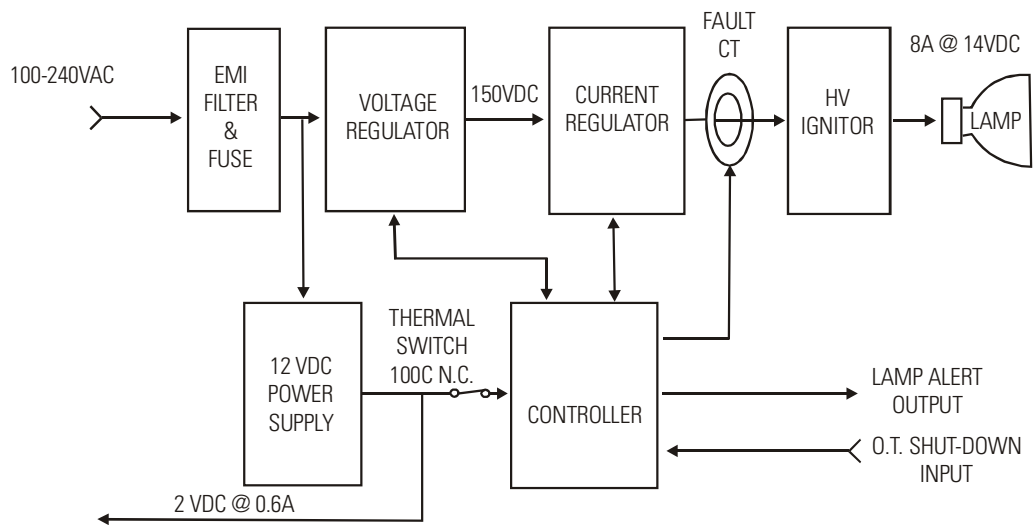 100-240VAC
EMI
FILTER
&
FUSE
VOLTAGE
REGULATOR
150VDC
CURRENT
REGULATOR
FAULT
CT
HV
IGNITOR
8A @ 14VDC
LAMP
12 VDC
POWER
SUPPLY
THERMAL
SWITCH
100C N.C.
CONTROLLER
LAMP ALERT
OUTPUT
O.T. SHUT-DOWN
INPUT
2 VDC @ 0.6A